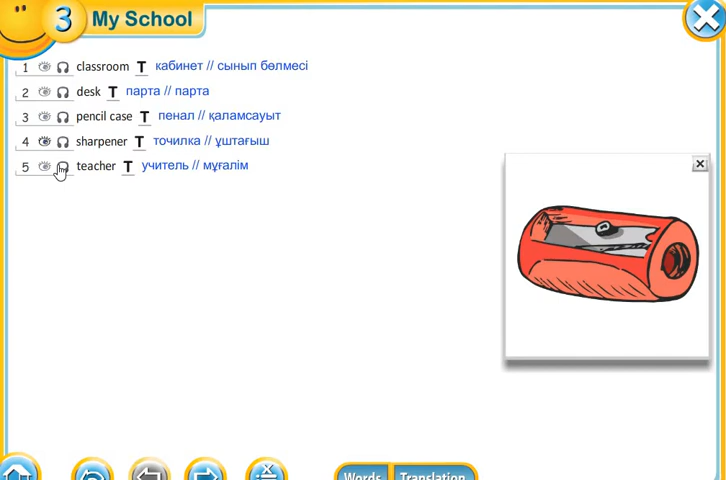 3 My School
1 classroom T кабинет // сынып бөлмесі
2 desk T парта // парта
3 pencil case T пенал // қаламсауыт
4 sharpener T точилка // ұштағыш
5 teacher T учитель // мұғалім
Words Translation